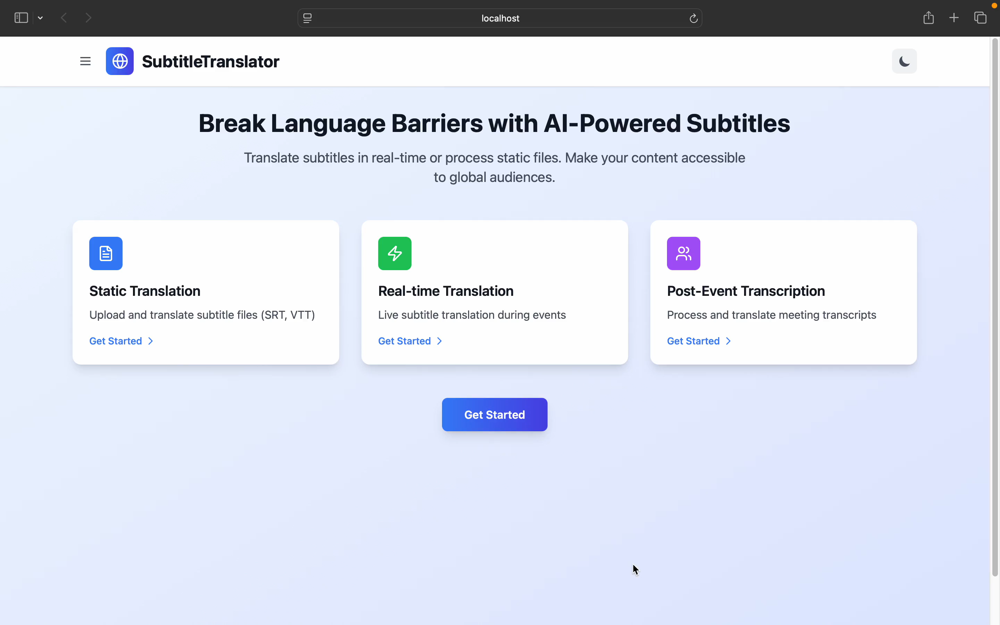 localhost
SubtitleTranslator
Break Language Barriers with AI-Powered Subtitles
Translate subtitles in real-time or process static files. Make your content accessible
to global audiences.
Static Translation
Upload and translate subtitle files (SRT, VTT)
Get Started
Real-time Translation
Live subtitle translation during events
Get Started
Post-Event Transcription
Process and translate meeting transcripts
Get Started
Get Started